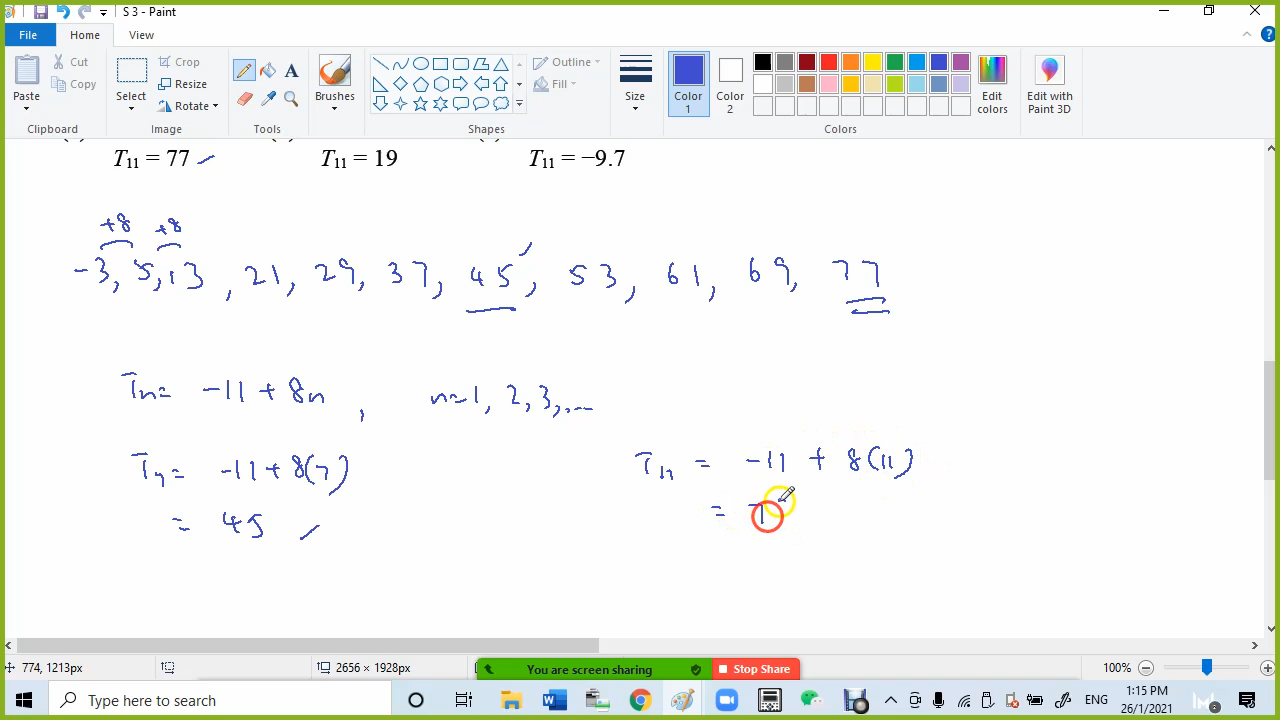 S 3 - Paint
File Home View
Paste
Cut
Copy
Clipboard
Select
Crop
Resize
Rotate
Image
A
Tools
Brushes
Outline
Fill
Shapes
Size
Color 1
Color 2
Edit colors
Edit with Paint 3D
Colors
T11 = 77 T11 = 19 T11 = −9.7
+8 +8
-3, 5, 13, 21, 29, 37, 45, 53, 61, 69, 77
Tn= -11 + 8n, n=1, 2, 3, ...
T7= -11 + 8(7) T11 = -11 + 8(11)
= 45 = 7
774, 1213px 2656 × 1928px 100%
You are screen sharing Stop Share
Type here to search ENG 1:15 PM
26/1/2021